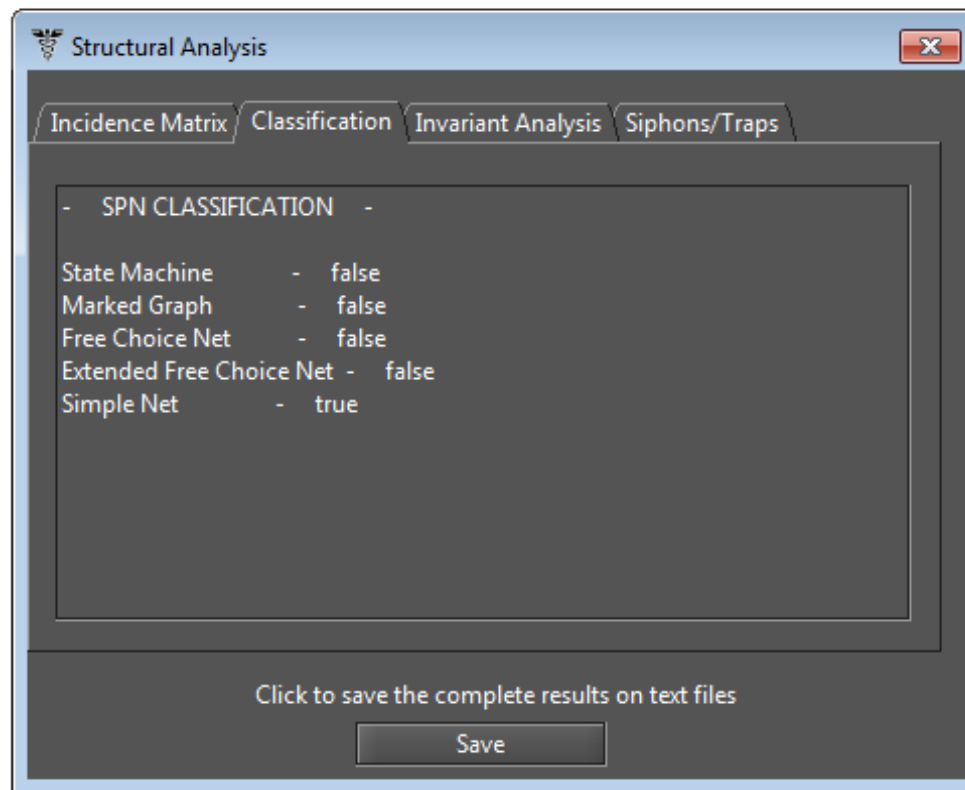 Structural Analysis
Incidence Matrix Classification Invariant Analysis Siphons/Traps
- SPN CLASSIFICATION -
State Machine - false
Marked Graph - false
Free Choice Net - false
Extended Free Choice Net - false
Simple Net - true
Click to save the complete results on text files
Save